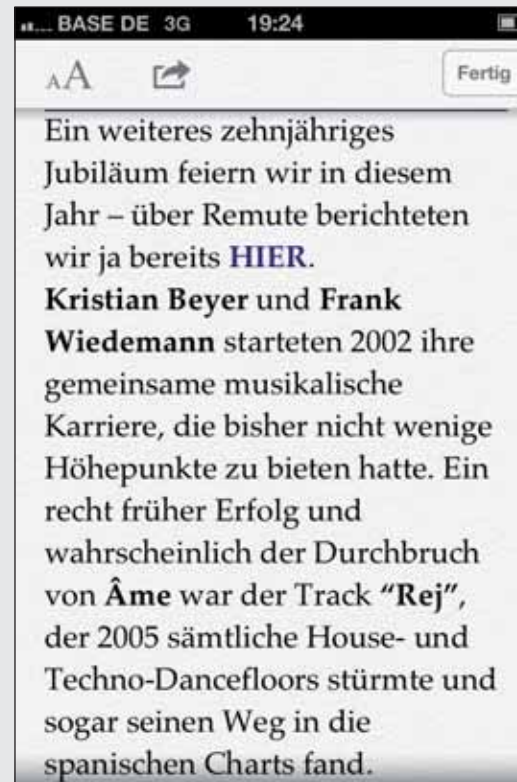 BASE DE 3G 19:24
AA Fertig
Ein weiteres zehnjähriges
Jubiläum feiern wir in diesem
Jahr – über Remute berichteten
wir ja bereits HIER.
Kristian Beyer und Frank
Wiedemann starteten 2002 ihre
gemeinsame musikalische
Karriere, die bisher nicht wenige
Höhepunkte zu bieten hatte. Ein
recht früher Erfolg und
wahrscheinlich der Durchbruch
von Âme war der Track “Rej”,
der 2005 sämtliche House- und
Techno-Dancefloors stürmte und
sogar seinen Weg in die
spanischen Charts fand.